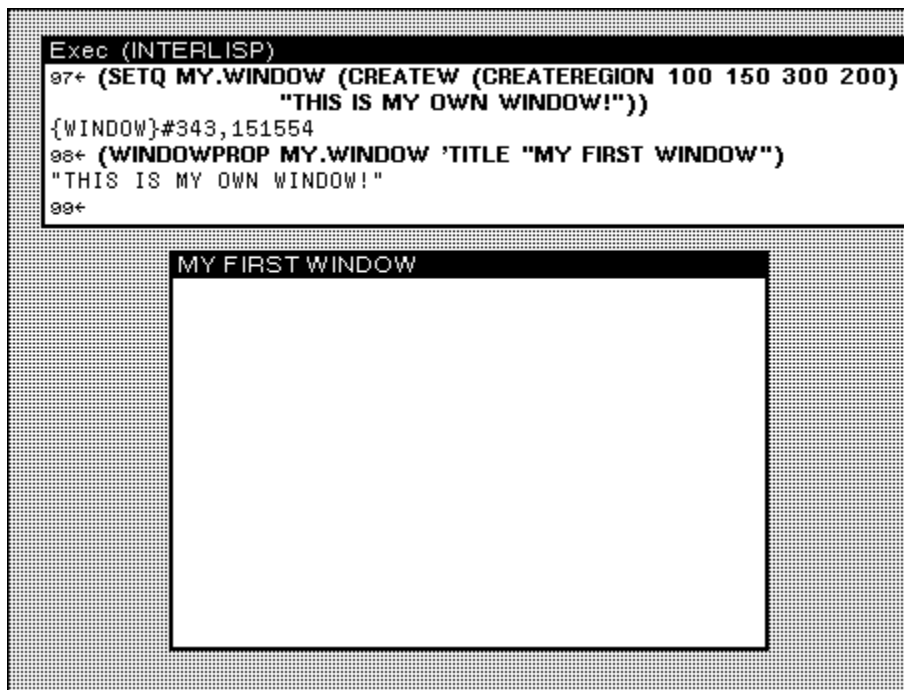 Exec (INTERLISP)
97← (SETQ MY.WINDOW (CREATEW (CREATEREGION 100 150 300 200)
"THIS IS MY OWN WINDOW!"))
{WINDOW}#343,151554
98← (WINDOWPROP MY.WINDOW 'TITLE "MY FIRST WINDOW")
"THIS IS MY OWN WINDOW!"
99←
MY FIRST WINDOW